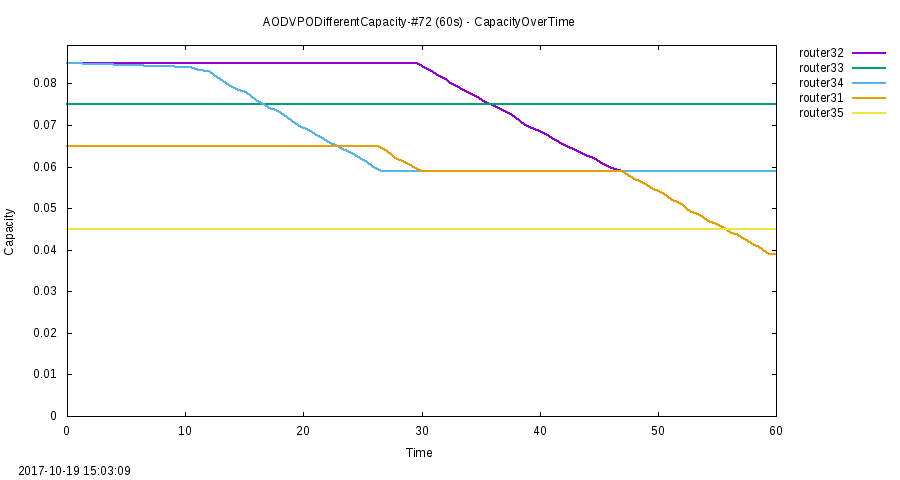 AODVPODifferentCapacity-#72 (60s) - CapacityOverTime
router32
router33
router34
router31
router35
0.08
0.07
0.06
0.05
0.04
0.03
0.02
0.01
0
Capacity
0 10 20 30 40 50 60
Time
2017-10-19 15:03:09